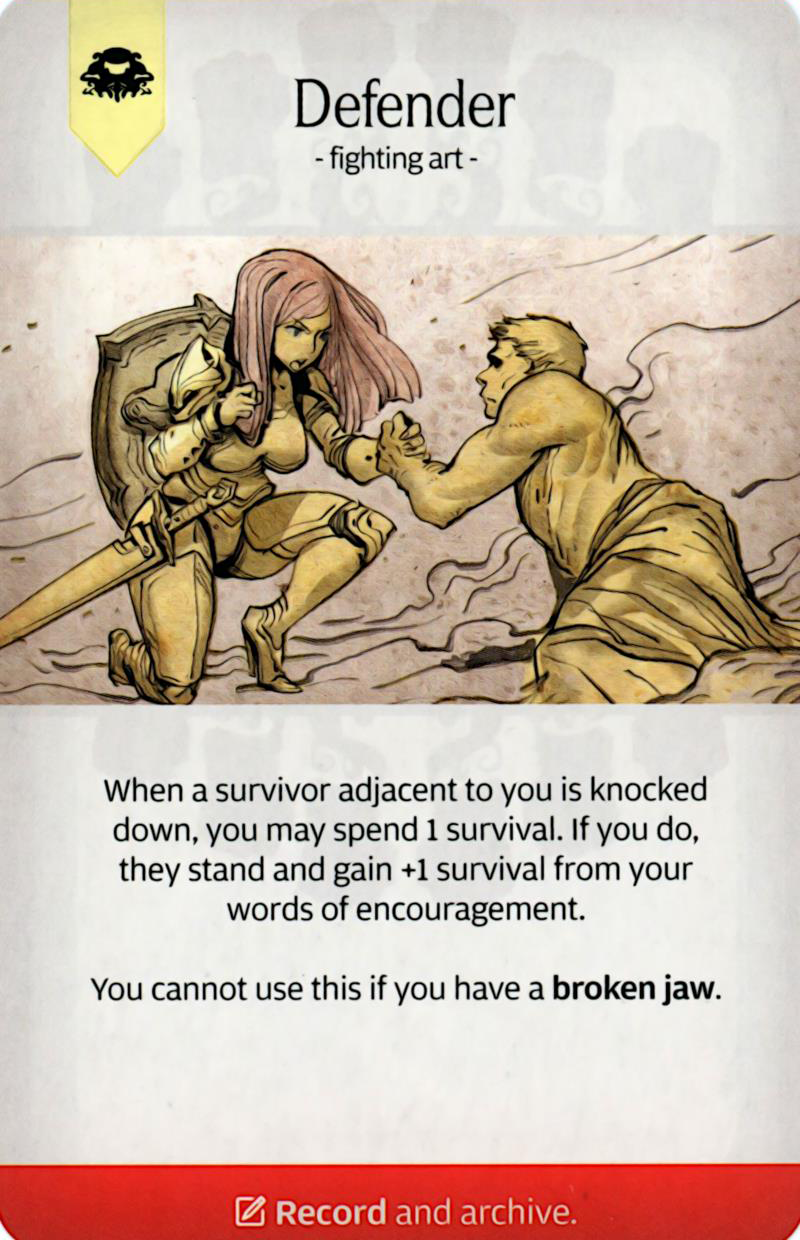 Defender
- fighting art -
When a survivor adjacent to you is knocked
down, you may spend 1 survival. If you do,
they stand and gain +1 survival from your
words of encouragement.
You cannot use this if you have a broken jaw.
Record and archive.